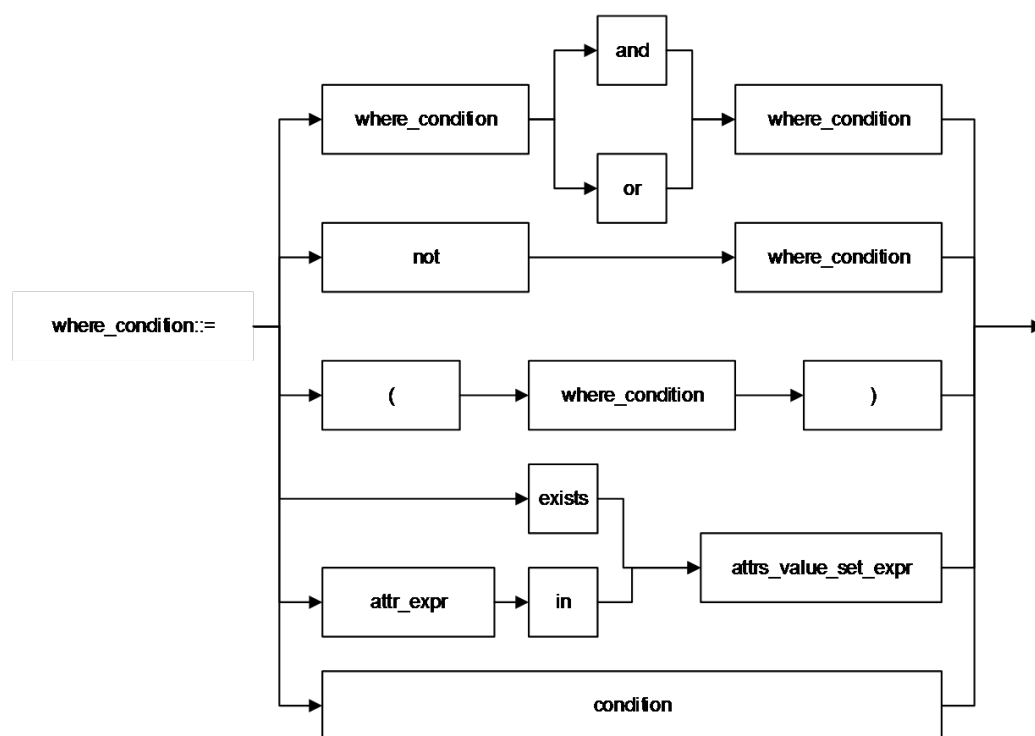 and
where_condition
where_condition
or
not
where_condition
where_condition::=
(
where_condition
)
exists
attrs_value_set_expr
attr_expr
in
condition